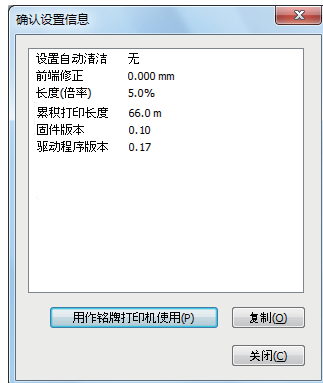 确认设置信息
设置自动清洁 无
前端修正 0.000 mm
长度(倍率) 5.0%
累积打印长度 66.0 m
固件版本 0.10
驱动程序版本 0.17
用作铭牌打印机使用(P) 复制(O)
关闭(C)